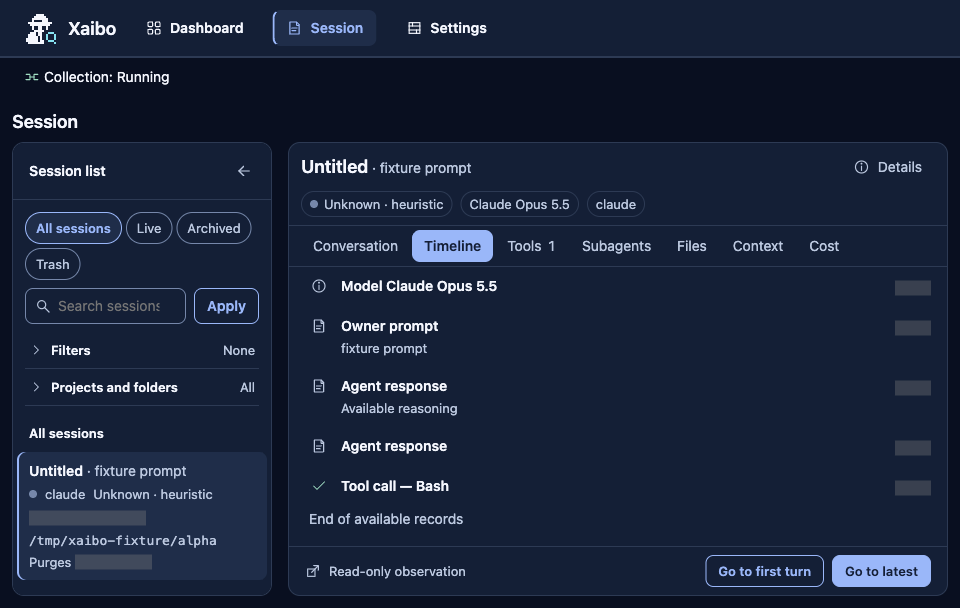 Xaibo
Dashboard
Session
Settings
Collection: Running
Session
Session list
All sessions
Live
Archived
Trash
Search sessions
Apply
Filters
None
Projects and folders
All
All sessions
Untitled · fixture prompt
claude Unknown · heuristic
/tmp/xaibo-fixture/alpha
Purges
Untitled · fixture prompt
Details
Unknown · heuristic
Claude Opus 5.5
claude
Conversation
Timeline
Tools 1
Subagents
Files
Context
Cost
Model Claude Opus 5.5
Owner prompt
fixture prompt
Agent response
Available reasoning
Agent response
Tool call — Bash
End of available records
Read-only observation
Go to first turn
Go to latest